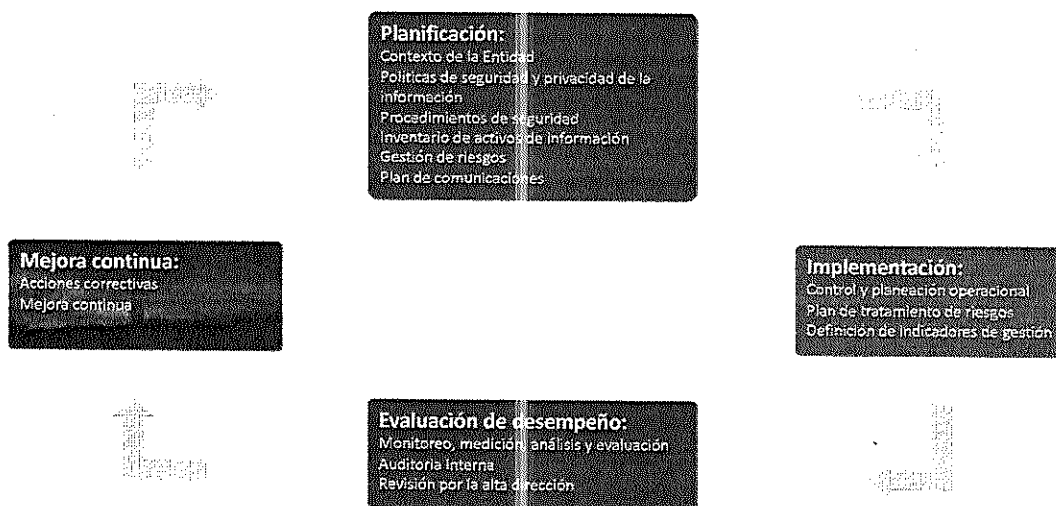 Planificación:
Contexto de la Entidad
Políticas de seguridad y privacidad de la
información
Procedimientos de seguridad
Inventario de activos de información
Gestión de riesgos
Plan de comunicaciones
Mejora continua:
Acciones correctivas
Mejora continua
Implementación:
Control y planeación operacional
Plan de tratamiento de riesgos
Definición de indicadores de gestión
Evaluación de desempeño:
Monitoreo, medición, análisis y evaluación
Auditoria Interna
Revisión por la alta dirección